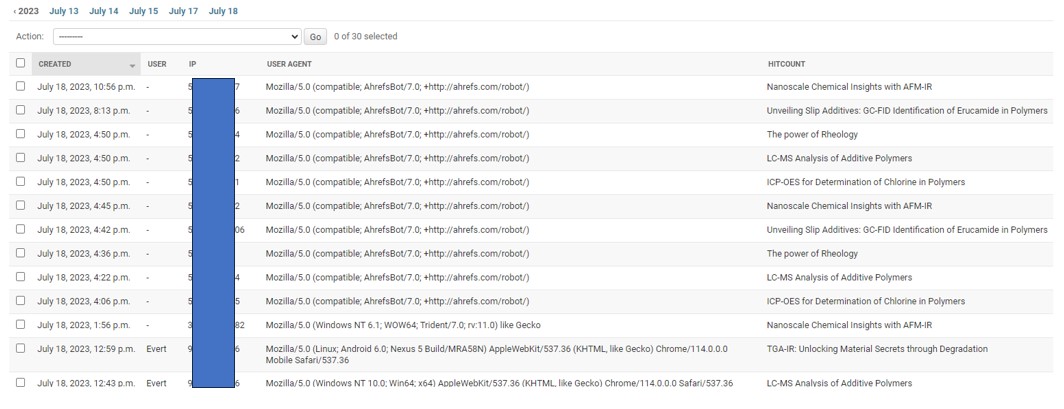 ‹ 2023 July 13 July 14 July 15 July 17 July 18
Action: --------- Go 0 of 30 selected
CREATED USER IP USER AGENT HITCOUNT
July 18, 2023, 10:56 p.m. - 5 7 Mozilla/5.0 (compatible; AhrefsBot/7.0; +http://ahrefs.com/robot/) Nanoscale Chemical Insights with AFM-IR
July 18, 2023, 8:13 p.m. - 5 6 Mozilla/5.0 (compatible; AhrefsBot/7.0; +http://ahrefs.com/robot/) Unveiling Slip Additives: GC-FID Identification of Erucamide in Polymers
July 18, 2023, 4:50 p.m. - 5 4 Mozilla/5.0 (compatible; AhrefsBot/7.0; +http://ahrefs.com/robot/) The power of Rheology
July 18, 2023, 4:50 p.m. - 5 2 Mozilla/5.0 (compatible; AhrefsBot/7.0; +http://ahrefs.com/robot/) LC-MS Analysis of Additive Polymers
July 18, 2023, 4:50 p.m. - 5 1 Mozilla/5.0 (compatible; AhrefsBot/7.0; +http://ahrefs.com/robot/) ICP-OES for Determination of Chlorine in Polymers
July 18, 2023, 4:45 p.m. - 5 2 Mozilla/5.0 (compatible; AhrefsBot/7.0; +http://ahrefs.com/robot/) Nanoscale Chemical Insights with AFM-IR
July 18, 2023, 4:42 p.m. - 5 06 Mozilla/5.0 (compatible; AhrefsBot/7.0; +http://ahrefs.com/robot/) Unveiling Slip Additives: GC-FID Identification of Erucamide in Polymers
July 18, 2023, 4:36 p.m. - 5 Mozilla/5.0 (compatible; AhrefsBot/7.0; +http://ahrefs.com/robot/) The power of Rheology
July 18, 2023, 4:22 p.m. - 5 4 Mozilla/5.0 (compatible; AhrefsBot/7.0; +http://ahrefs.com/robot/) LC-MS Analysis of Additive Polymers
July 18, 2023, 4:06 p.m. - 5 5 Mozilla/5.0 (compatible; AhrefsBot/7.0; +http://ahrefs.com/robot/) ICP-OES for Determination of Chlorine in Polymers
July 18, 2023, 1:56 p.m. - 3 82 Mozilla/5.0 (Windows NT 6.1; WOW64; Trident/7.0; rv:11.0) like Gecko Nanoscale Chemical Insights with AFM-IR
July 18, 2023, 12:59 p.m. Evert 9 6 Mozilla/5.0 (Linux; Android 6.0; Nexus 5 Build/MRA58N) AppleWebKit/537.36 (KHTML, like Gecko) Chrome/114.0.0.0 TGA-IR: Unlocking Material Secrets through Degradation
Mobile Safari/537.36
July 18, 2023, 12:43 p.m. Evert 9 6 Mozilla/5.0 (Windows NT 10.0; Win64; x64) AppleWebKit/537.36 (KHTML, like Gecko) Chrome/114.0.0.0 Safari/537.36 LC-MS Analysis of Additive Polymers